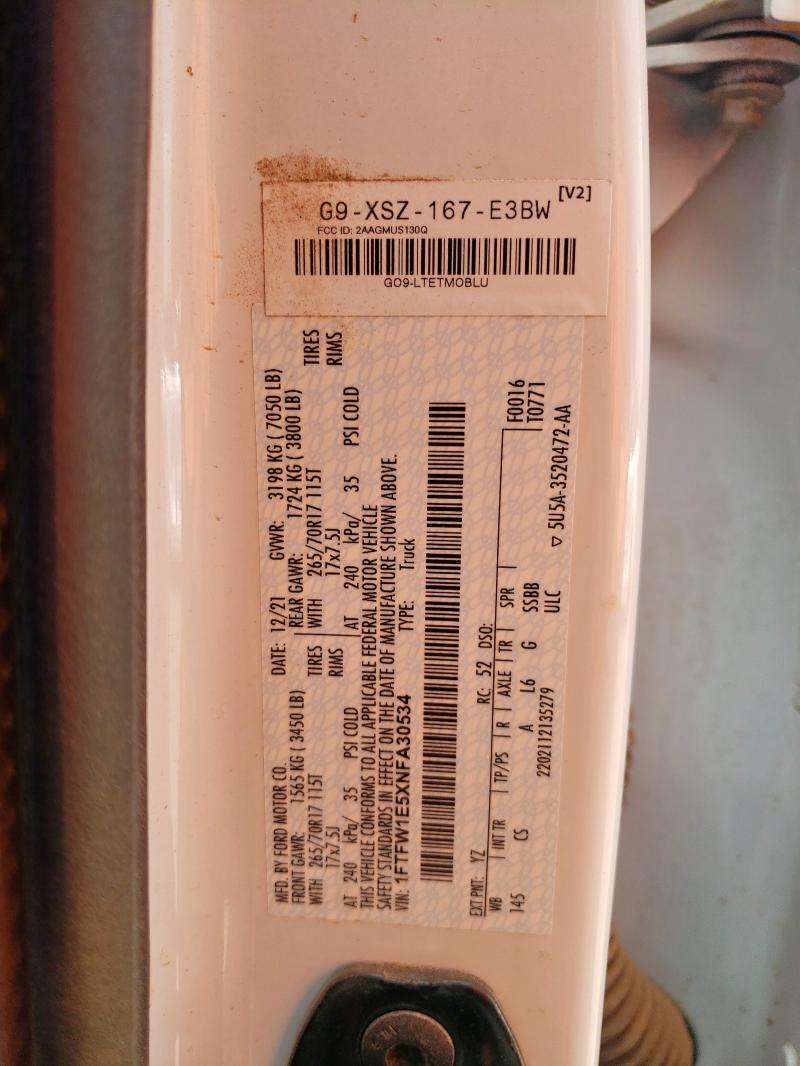 G9-XSZ-167-E3BW [V2]
FCC ID: 2AAGMUS130Q
GO9-LTETMOBLU
MFD. BY FORD MOTOR CO. DATE: 12/21 GVWR: 3198 KG ( 7050 LB)
FRONT GAWR: 1565 KG ( 3450 LB) REAR GAWR: 1724 KG ( 3800 LB)
WITH 265/70R17 115T TIRES WITH 265/70R17 115T TIRES
17x7.5J RIMS 17x7.5J RIMS
AT 240 kPa/ 35 PSI COLD AT 240 kPa/ 35 PSI COLD
THIS VEHICLE CONFORMS TO ALL APPLICABLE FEDERAL MOTOR VEHICLE
SAFETY STANDARDS IN EFFECT ON THE DATE OF MANUFACTURE SHOWN ABOVE.
VIN: 1FTFW1E5XNFA30534 TYPE: Truck
EXT PNT: YZ RC: 52 DSO: F0016
WB INT TR TP/PS R AXLE TR SPR T0771
145 CS A L6 G SSBB
2202112135279 ULC ▽ 5U5A-3520472-AA